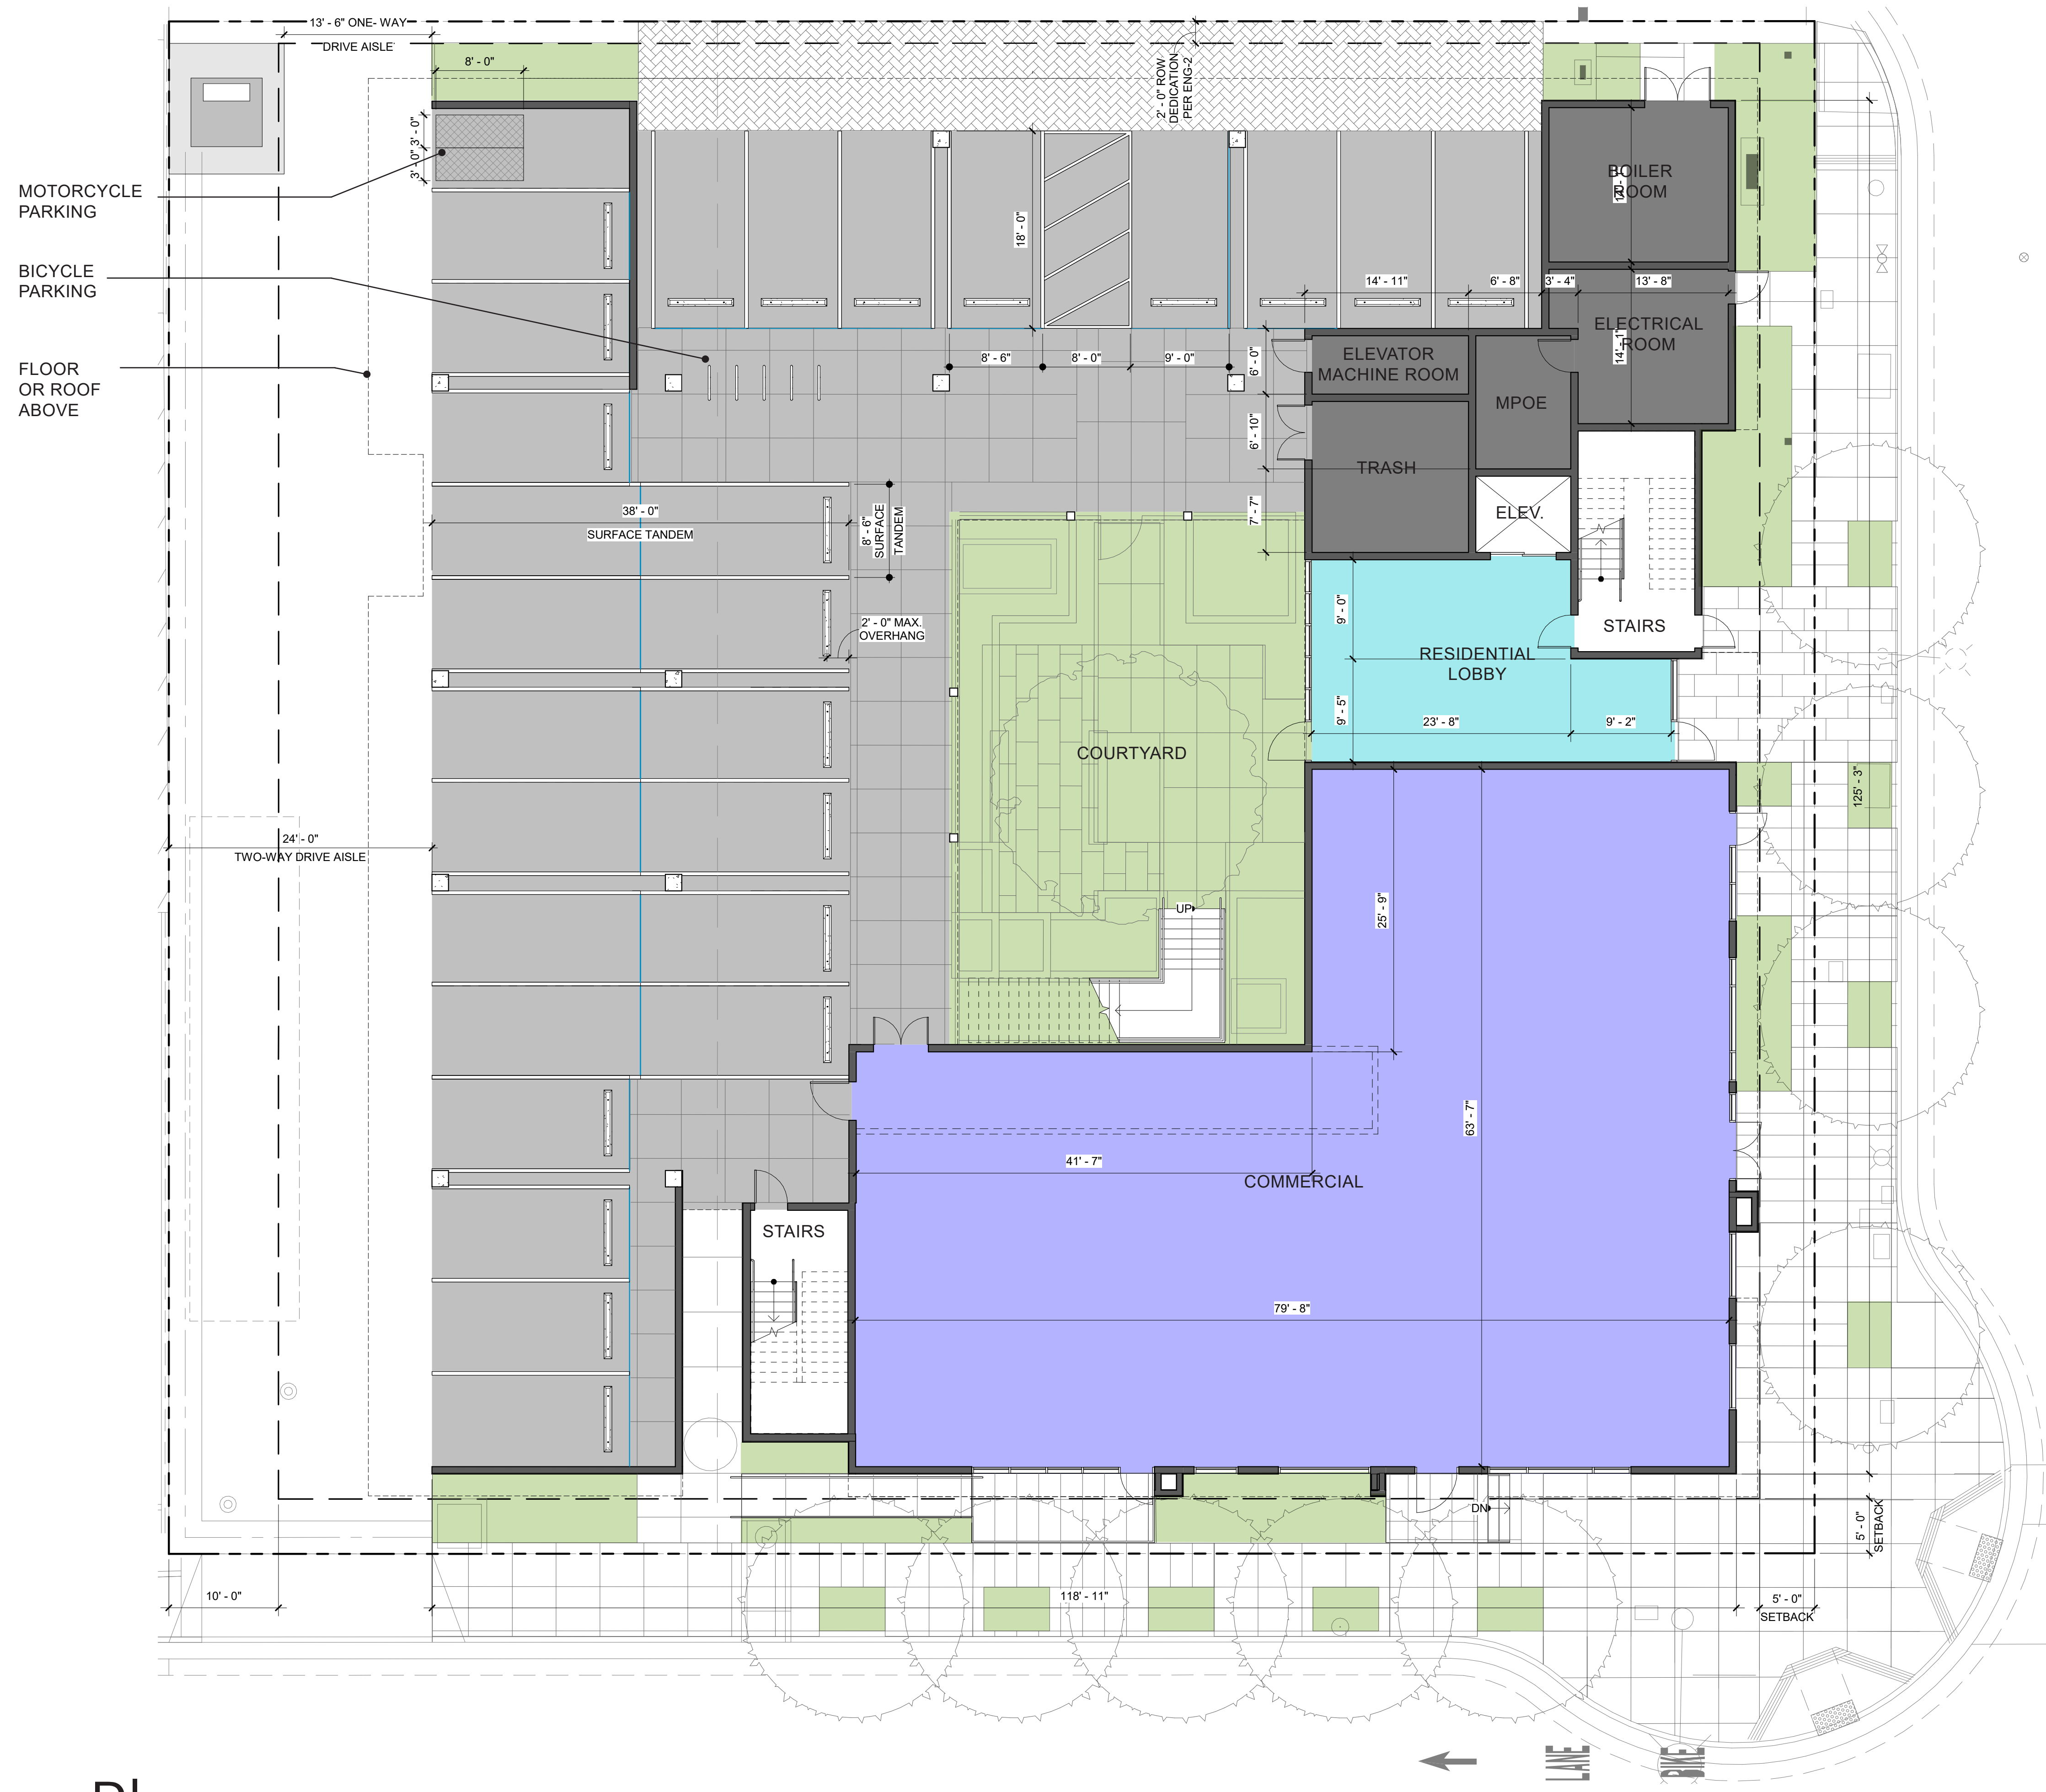 13' - 6" ONE- WAY
DRIVE AISLE
8' - 0"
3' - 0"
3' - 0"
2' - 0" ROW
DEDICATION
PER ENG-2
MOTORCYCLE
PARKING
BICYCLE
PARKING
FLOOR
OR ROOF
ABOVE
18' - 0"
BOILER
ROOM
14' - 11"
6' - 8"
3' - 4"
13' - 8"
ELECTRICAL
ROOM
14' - 1"
8' - 6"
8' - 0"
9' - 0"
6' - 0"
ELEVATOR
MACHINE ROOM
MPOE
6' - 10"
TRASH
7' - 7"
ELEV.
38' - 0"
SURFACE TANDEM
8' - 6"
SURFACE
TANDEM
2' - 0" MAX.
OVERHANG
9' - 0"
STAIRS
RESIDENTIAL
LOBBY
9' - 5"
23' - 8"
9' - 2"
COURTYARD
125' - 3"
24' - 0"
TWO-WAY DRIVE AISLE
UP
25' - 9"
63' - 7"
41' - 7"
COMMERCIAL
STAIRS
79' - 8"
DN
5' - 0"
SETBACK
10' - 0"
118' - 11"
5' - 0"
SETBACK
LANE
BIKE